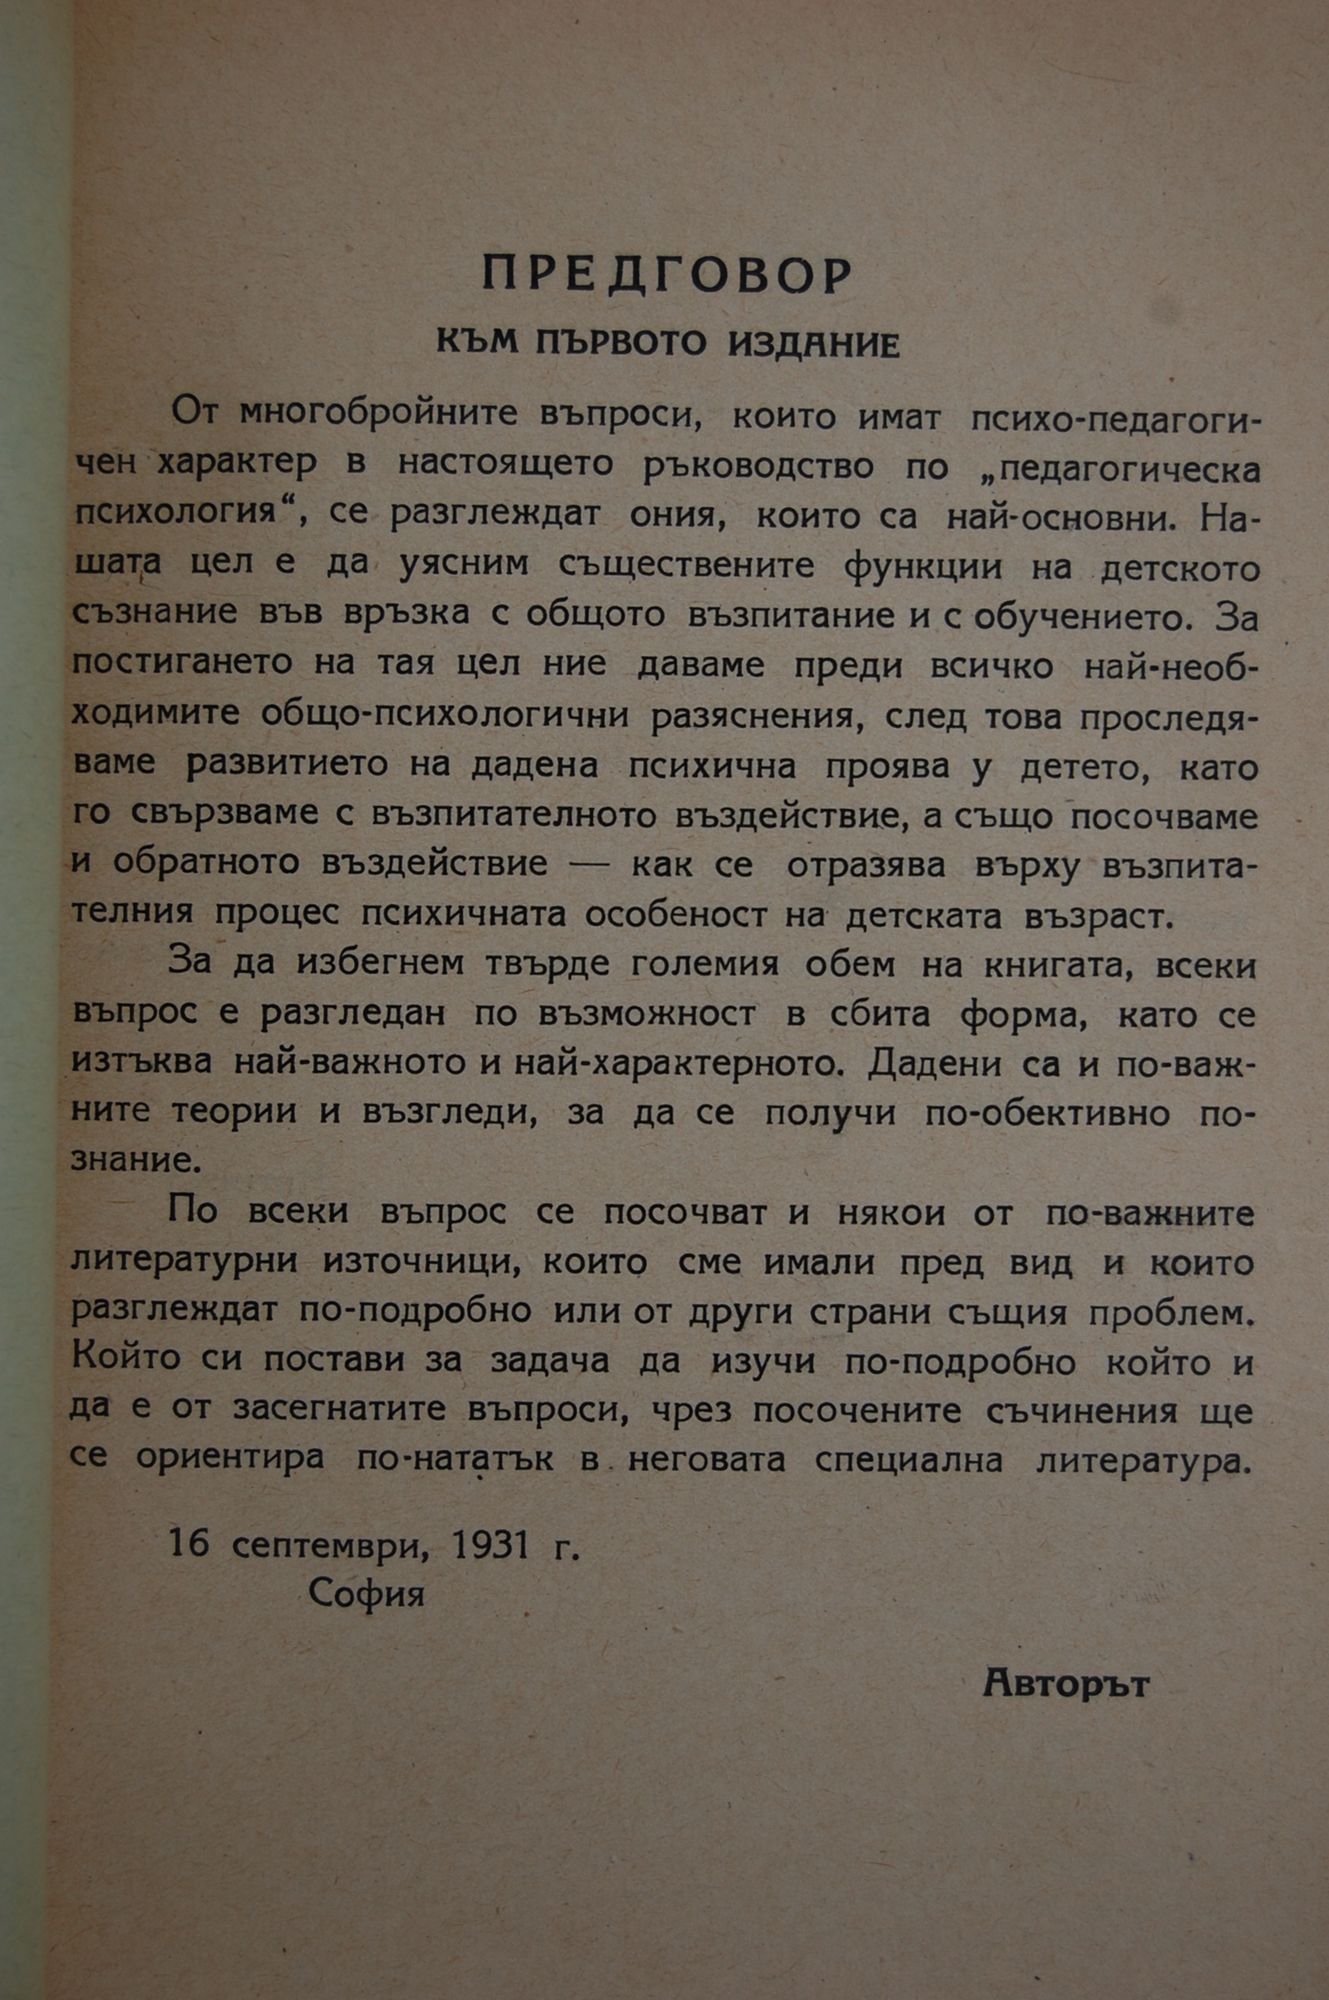 ПРЕДГОВОР
КЪМ ПЪРВОТО ИЗДАНИЕ
От многобройните въпроси, които имат психо-педагоги-
чен характер в настоящето ръководство по „педагогическа
психология“, се разглеждат ония, които са най-основни. На-
шата цел е да уясним съществените функции на детското
съзнание във връзка с общото възпитание и с обучението. За
постигането на тая цел ние даваме преди всичко най-необ-
ходимите общо-психологични разяснения, след това проследя-
ваме развитието на дадена психична проява у детето, като
го свързваме с възпитателното въздействие, а също посочваме
и обратното въздействие — как се отразява върху възпита-
телния процес психичната особеност на детската възраст.
За да избегнем твърде големия обем на книгата, всеки
въпрос е разгледан по възможност в сбита форма, като се
изтъква най-важното и най-характерното. Дадени са и по-важ-
ните теории и възгледи, за да се получи по-обективно по-
знание.
По всеки въпрос се посочват и някои от по-важните
литературни източници, които сме имали пред вид и които
разглеждат по-подробно или от други страни същия проблем.
Който си постави за задача да изучи по-подробно който и
да е от засегнатите въпроси, чрез посочените съчинения ще
се ориентира по-нататък в неговата специална литература.
16 септември, 1931 г.
София
Авторът